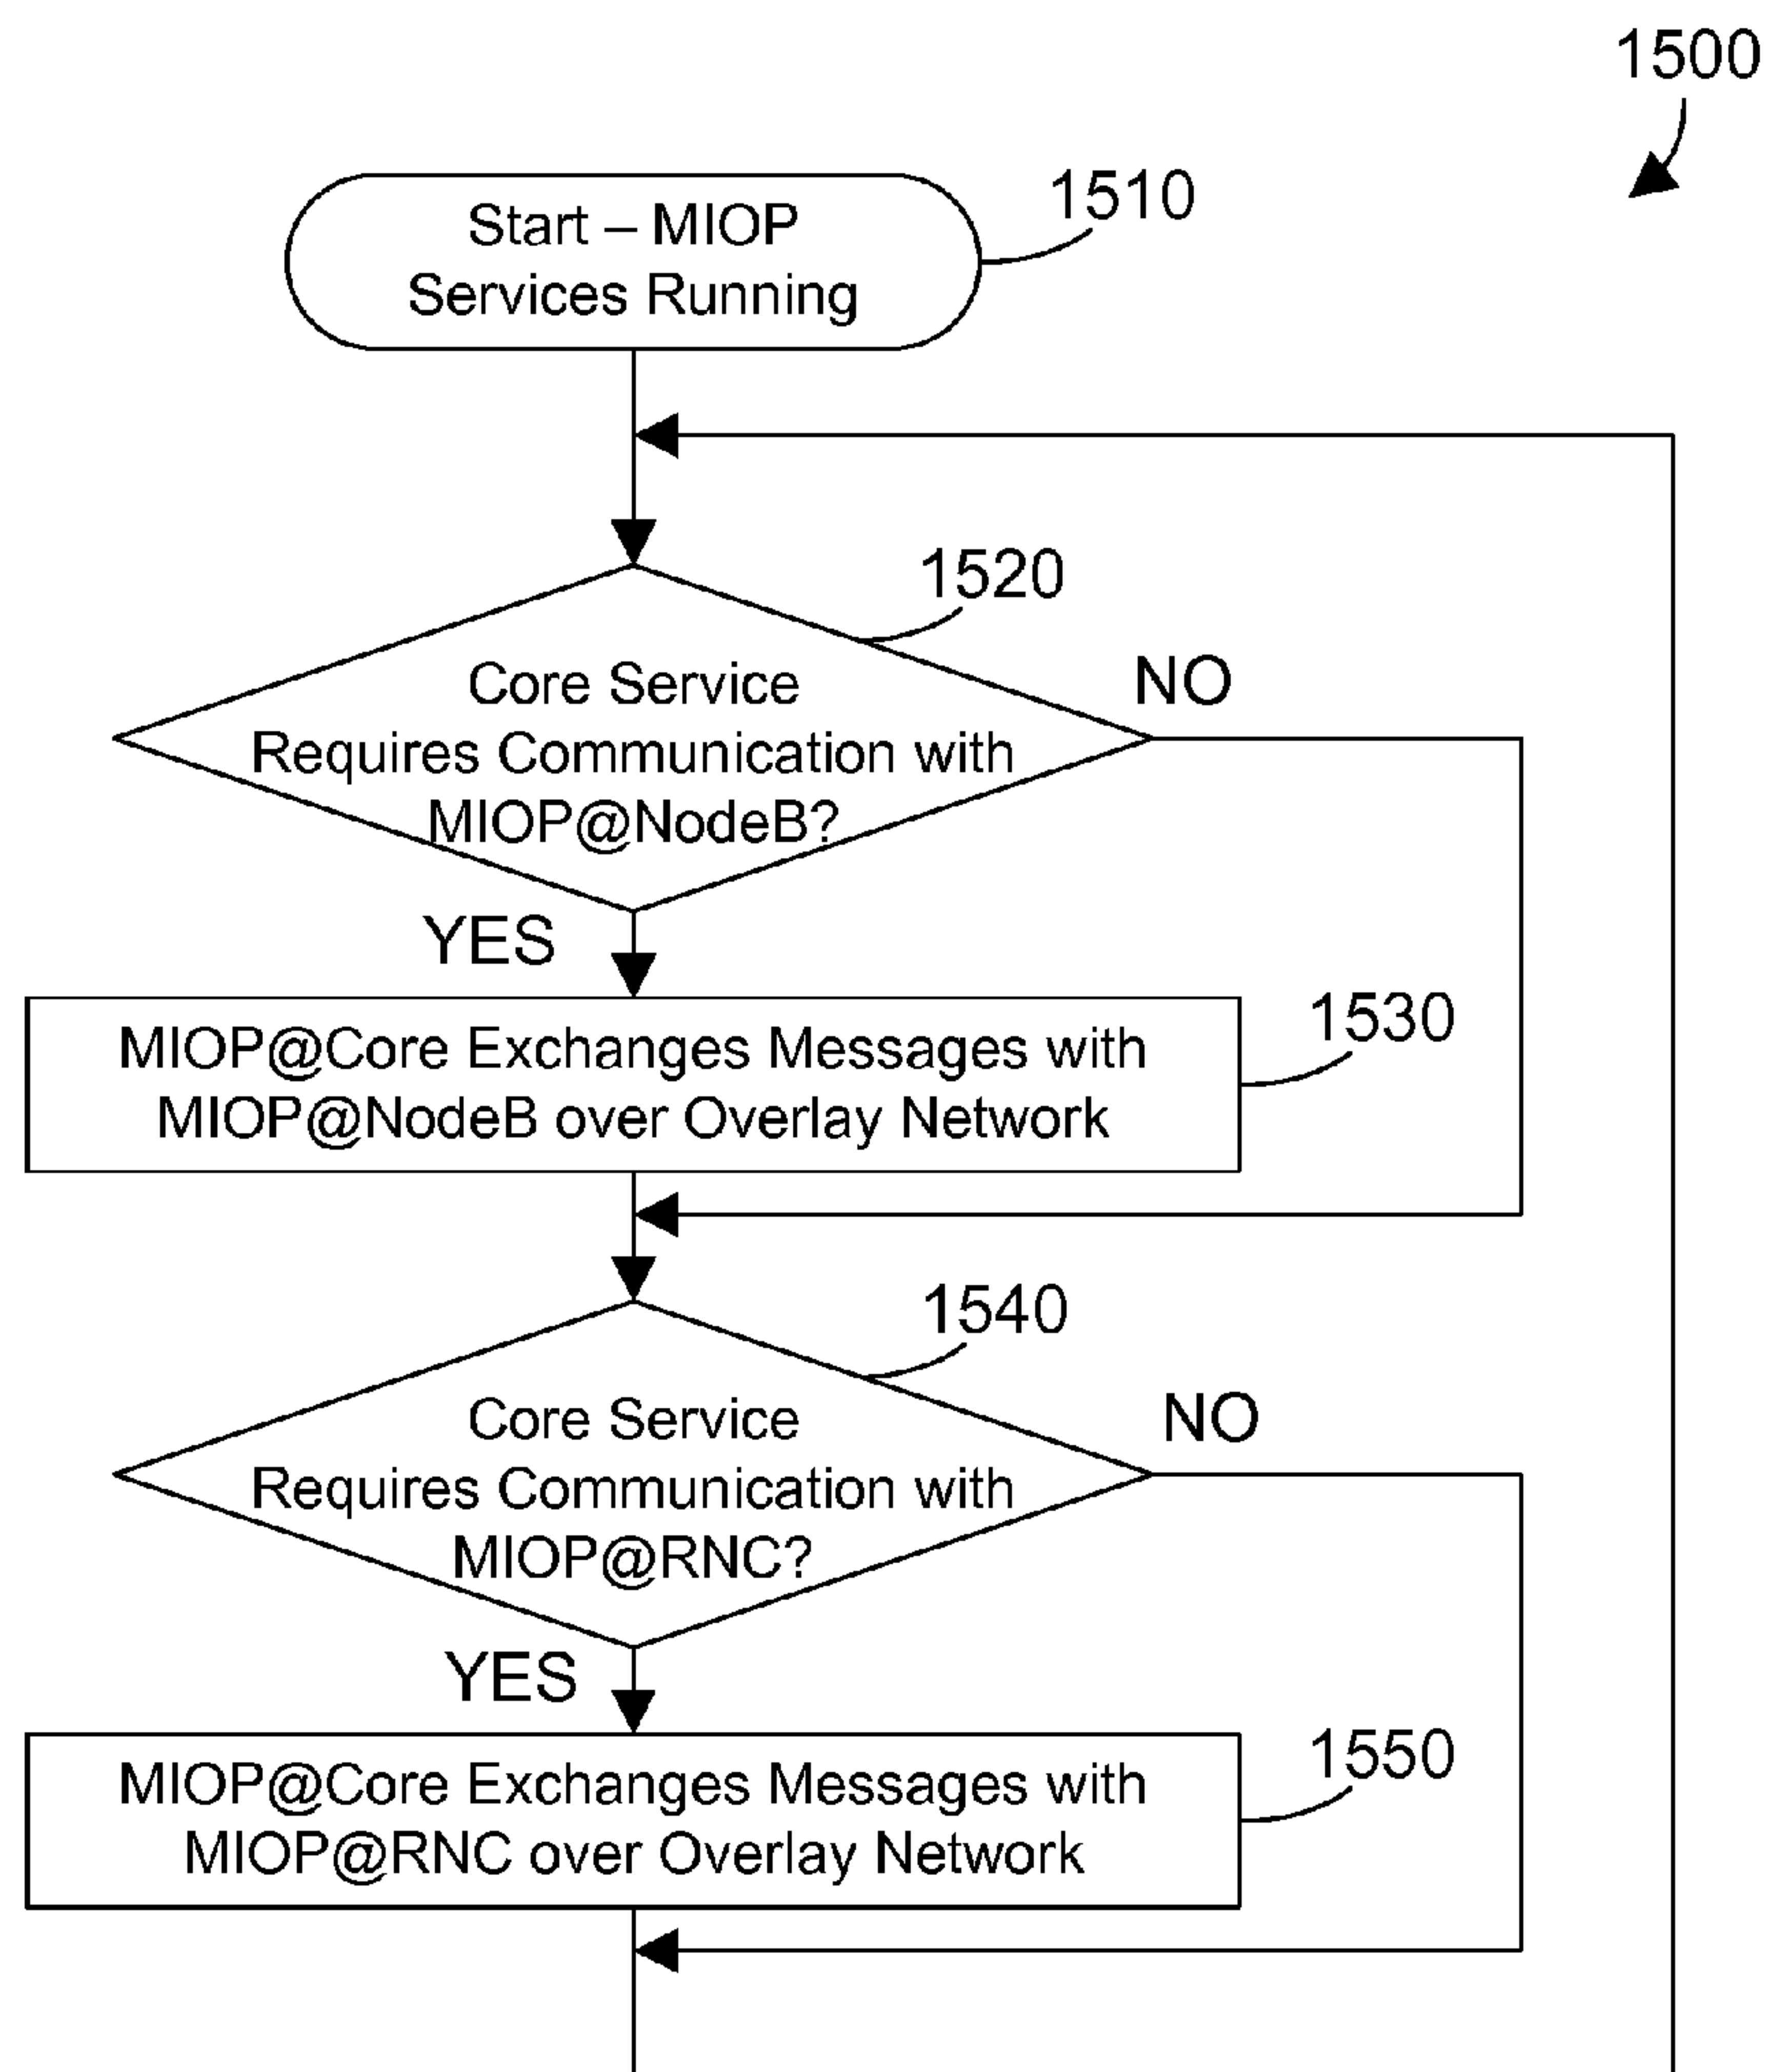 1500
1510
Start – MIOP
Services Running
1520
Core Service
Requires Communication with
MIOP@NodeB?
NO
YES
1530
MIOP@Core Exchanges Messages with
MIOP@NodeB over Overlay Network
1540
Core Service
Requires Communication with
MIOP@RNC?
NO
YES
1550
MIOP@Core Exchanges Messages with
MIOP@RNC over Overlay Network